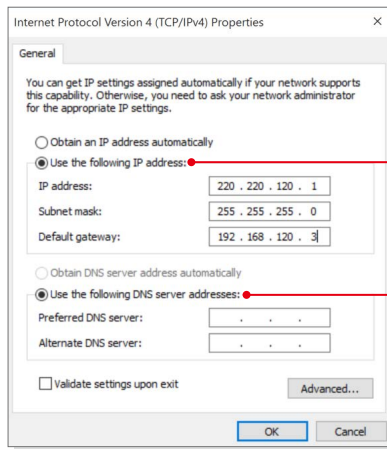 Internet Protocol Version 4 (TCP/IPv4) Properties
General
You can get IP settings assigned automatically if your network supports
this capability. Otherwise, you need to ask your network administrator
for the appropriate IP settings.
Obtain an IP address automatically
Use the following IP address:
IP address: 220 . 220 . 120 . 1
Subnet mask: 255 . 255 . 255 . 0
Default gateway: 192 . 168 . 120 . 3
Obtain DNS server address automatically
Use the following DNS server addresses:
Preferred DNS server: . . .
Alternate DNS server: . . .
Validate settings upon exit
Advanced...
OK Cancel